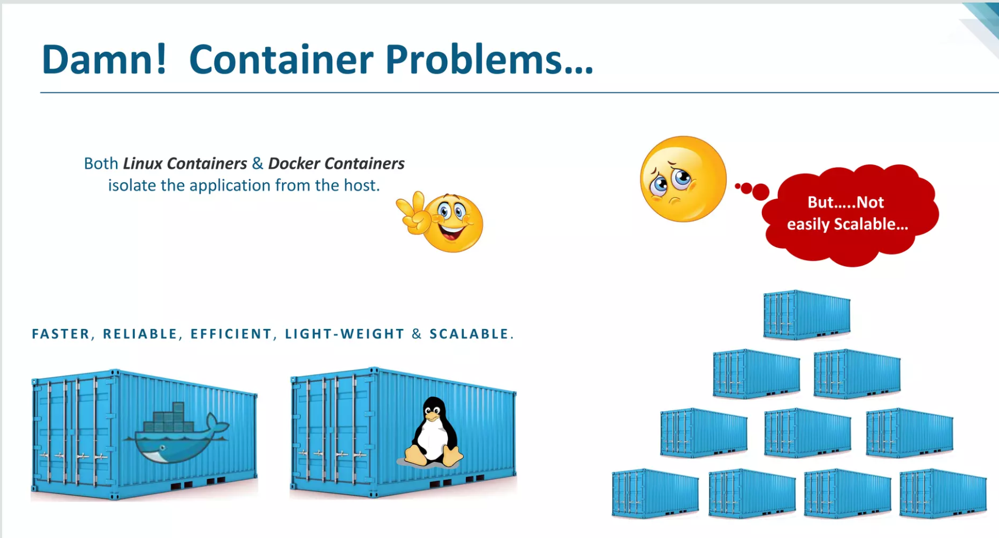 Damn!  Container Problems...
Both Linux Containers & Docker Containers
isolate the application from the host.
But.....Not
easily Scalable...
FASTER, RELIABLE, EFFICIENT, LIGHT-WEIGHT & SCALABLE.